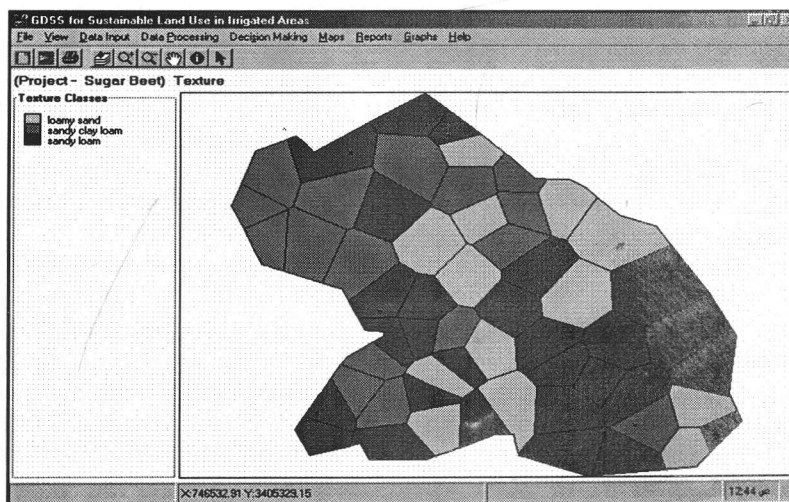 GDSS for Sustainable Land Use in Irrigated Areas
File View Data Input Data Processing Decision Making Maps Reports Graphs Help
(Project - Sugar Beet) Texture
Texture Classes
loamy sand
sandy clay loam
sandy loam
X:746532.91 Y:3405329.15
12:44 ص